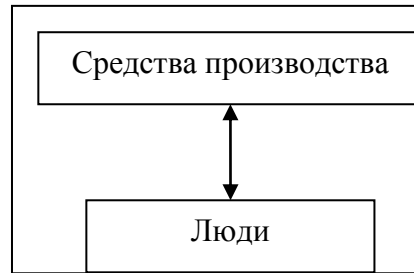 Средства производства
Люди